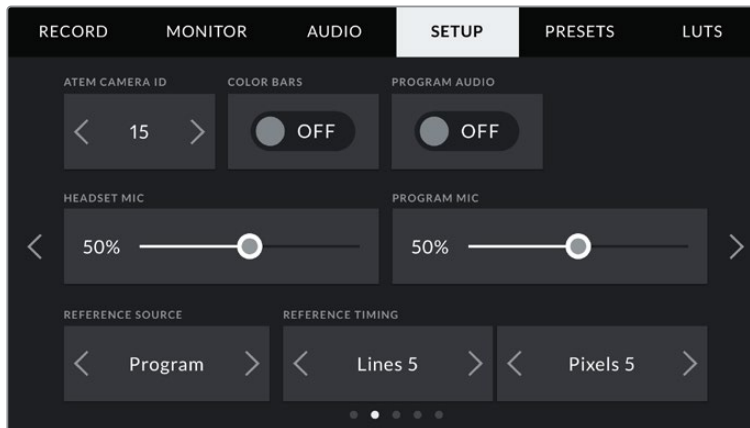 RECORD MONITOR AUDIO SETUP PRESETS LUTS
ATEM CAMERA ID COLOR BARS PROGRAM AUDIO
15 OFF OFF
HEADSET MIC PROGRAM MIC
50% 50%
REFERENCE SOURCE REFERENCE TIMING
Program Lines 5 Pixels 5